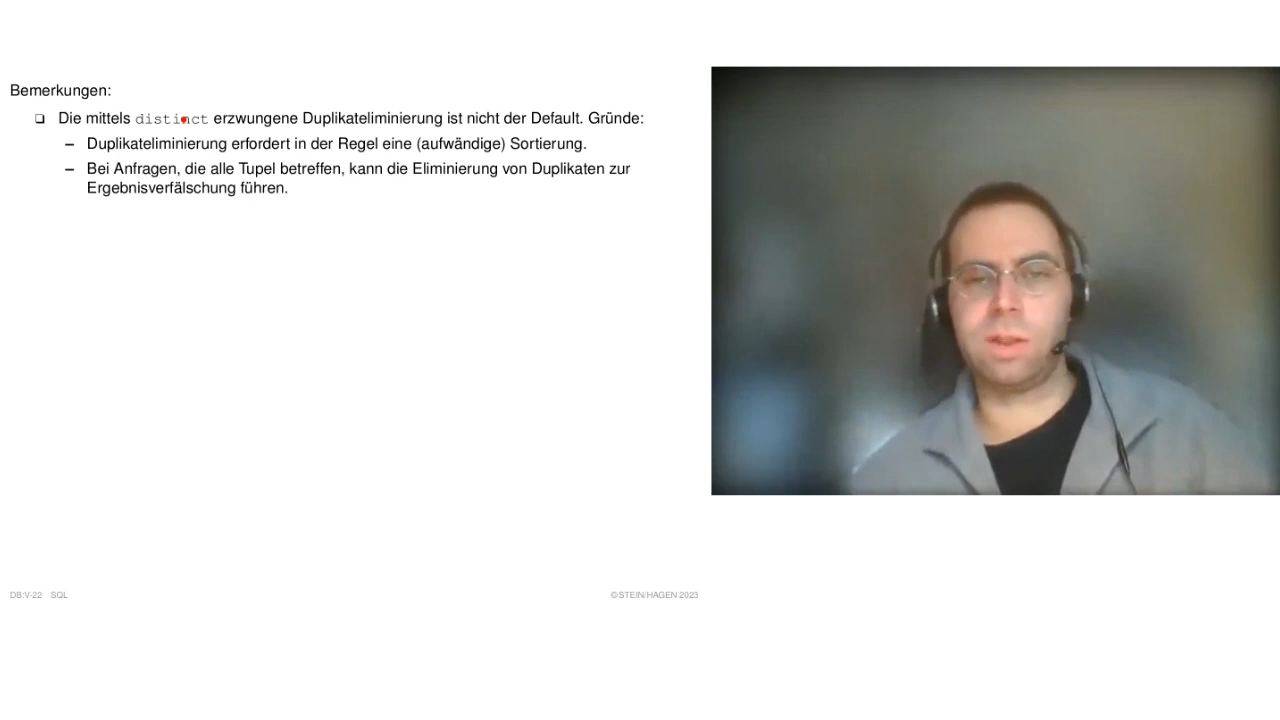 Bemerkungen:
❑ Die mittels distinct erzwungene Duplikateliminierung ist nicht der Default. Gründe:
– Duplikateliminierung erfordert in der Regel eine (aufwändige) Sortierung.
– Bei Anfragen, die alle Tupel betreffen, kann die Eliminierung von Duplikaten zur
Ergebnisverfälschung führen.
DB:V-22 SQL
© STEIN/HAGEN 2023